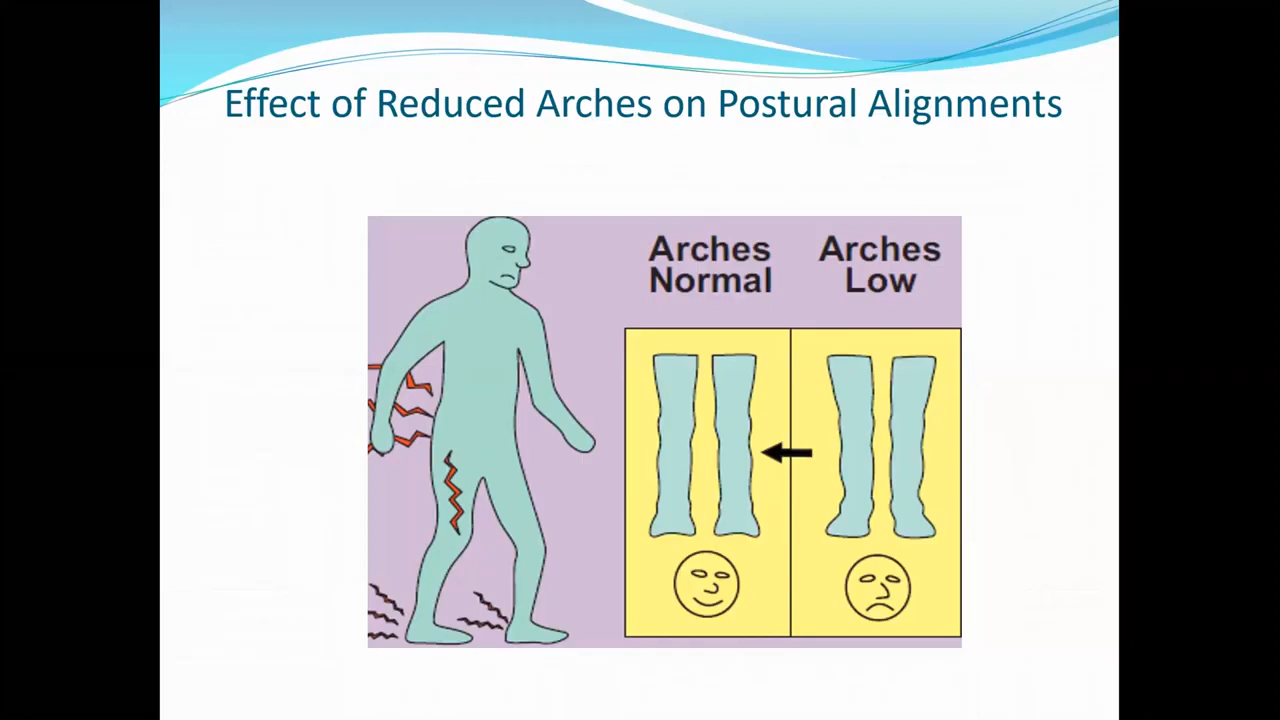 Effect of Reduced Arches on Postural Alignments
Arches
Normal
Arches
Low